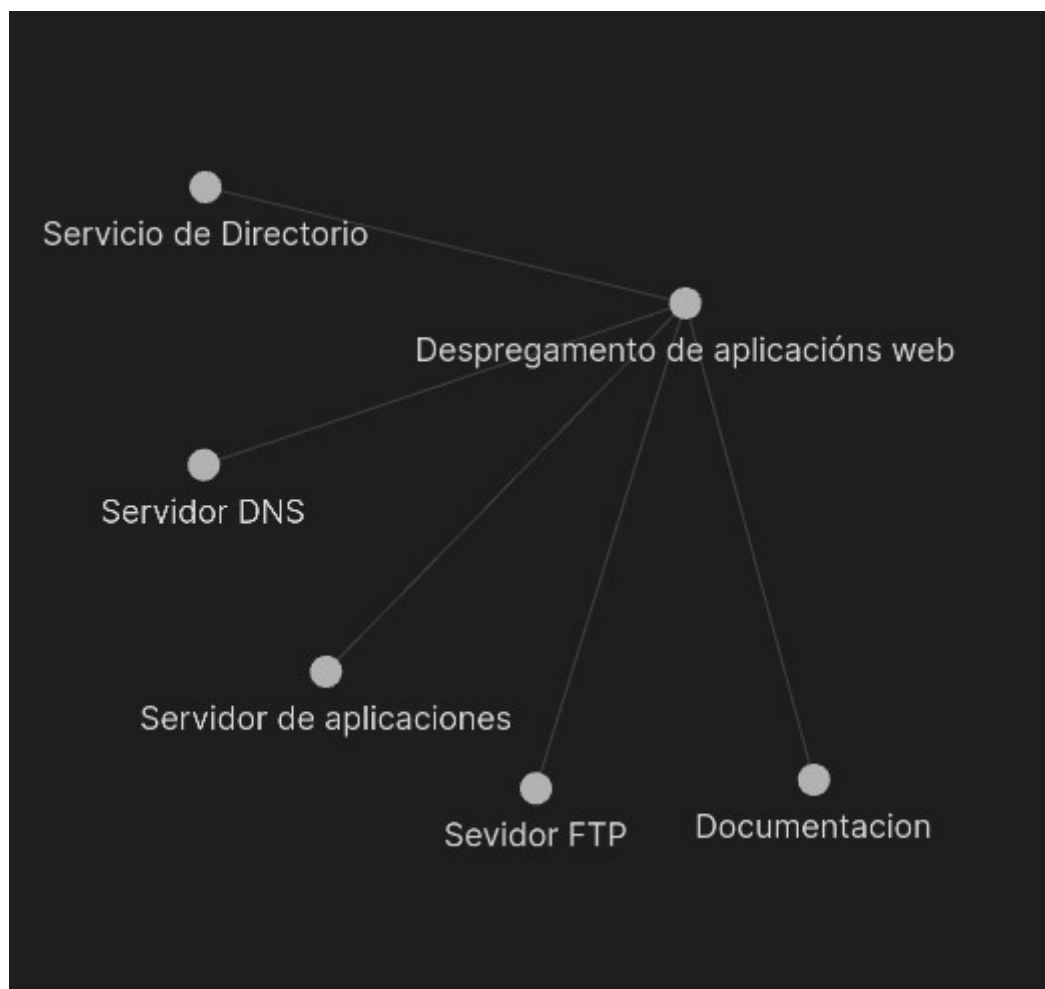 Servicio de Directorio
Despregamento de aplicacións web
Servidor DNS
Servidor de aplicaciones
Sevidor FTP
Documentacion